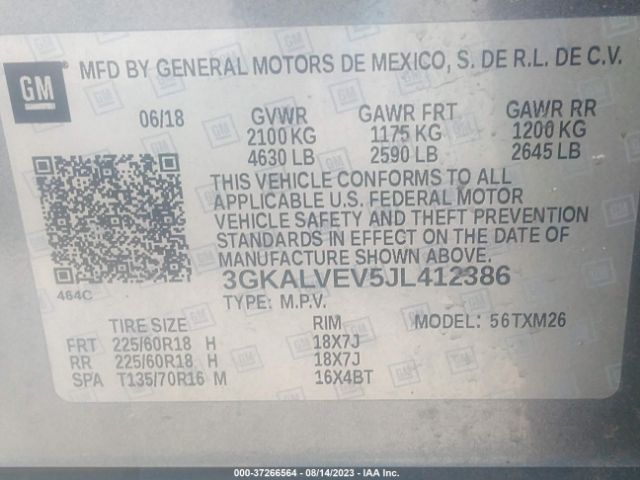 GM MFD BY GENERAL MOTORS DE MEXICO, S. DE R.L. DE C.V.
06/18 GVWR GAWR FRT GAWR RR
2100 KG 1175 KG 1200 KG
4630 LB 2590 LB 2645 LB
THIS VEHICLE CONFORMS TO ALL
APPLICABLE U.S. FEDERAL MOTOR
VEHICLE SAFETY AND THEFT PREVENTION
STANDARDS IN EFFECT ON THE DATE OF
MANUFACTURE SHOWN ABOVE.
464C 3GKALVEV5JL412386
TYPE: M.P.V.
TIRE SIZE RIM MODEL: 56TXM26
FRT 225/60R18 H 18X7J
RR 225/60R18 H 18X7J
SPA T135/70R16 M 16X4BT
000-37266564 • 08/14/2023 - IAA Inc.